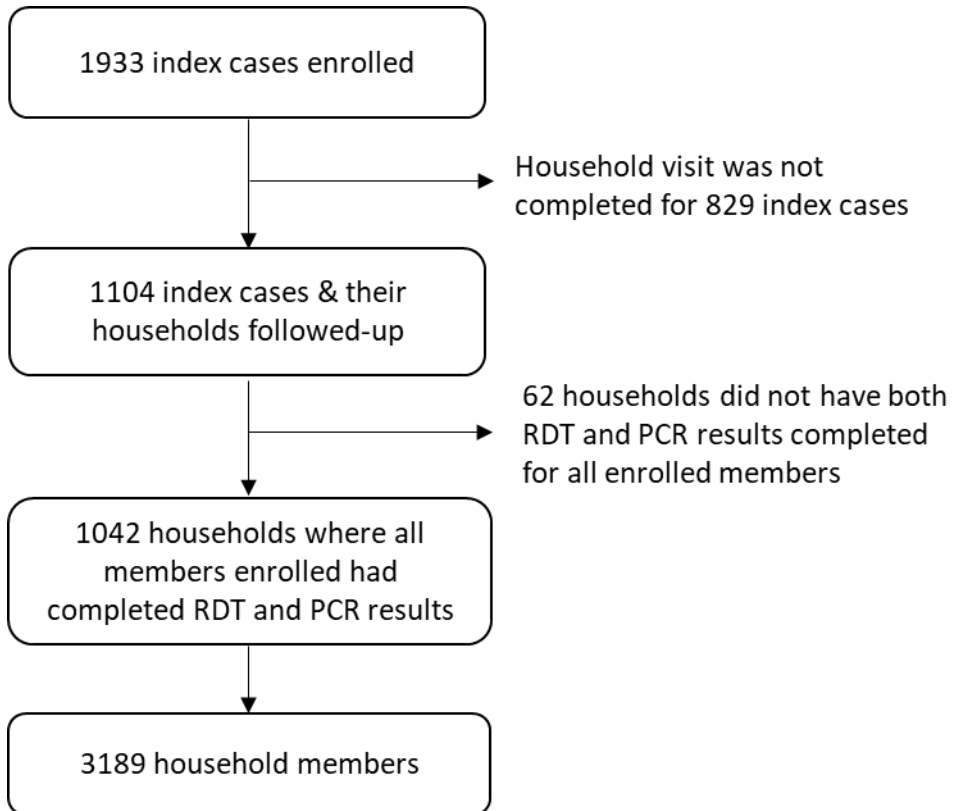 1933 index cases enrolled
Household visit was not
completed for 829 index cases
1104 index cases & their
households followed-up
62 households did not have both
RDT and PCR results completed
for all enrolled members
1042 households where all
members enrolled had
completed RDT and PCR results
3189 household members